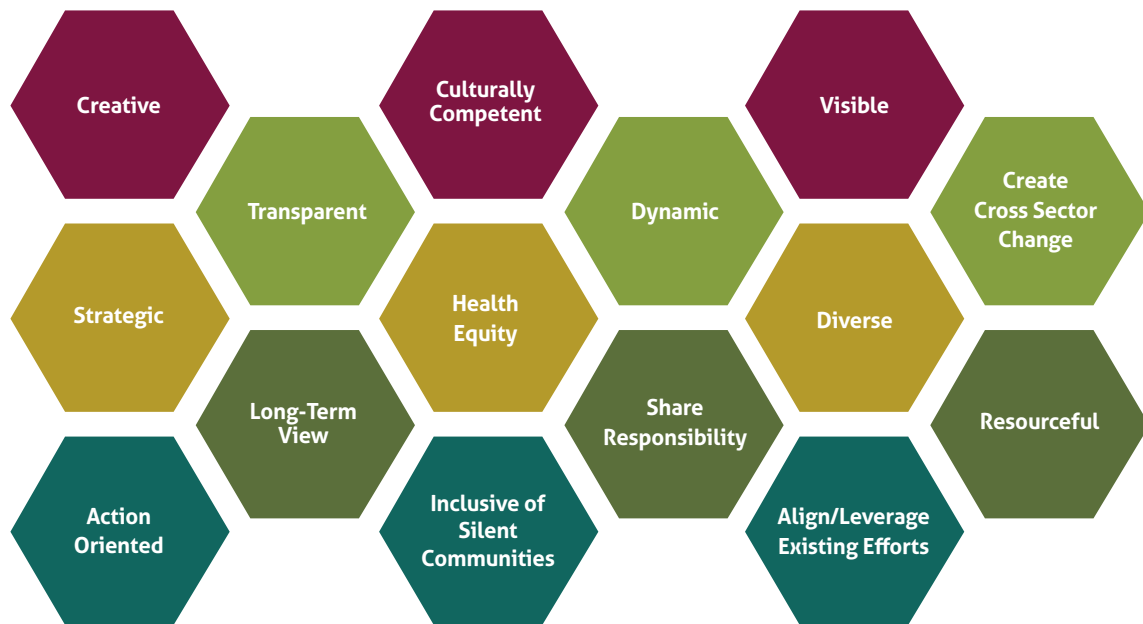 Creative
Culturally
Competent
Visible
Transparent
Dynamic
Create
Cross Sector
Change
Strategic
Health
Equity
Diverse
Long-Term
View
Share
Responsibility
Resourceful
Action
Oriented
Inclusive of
Silent
Communities
Align/Leverage
Existing Efforts